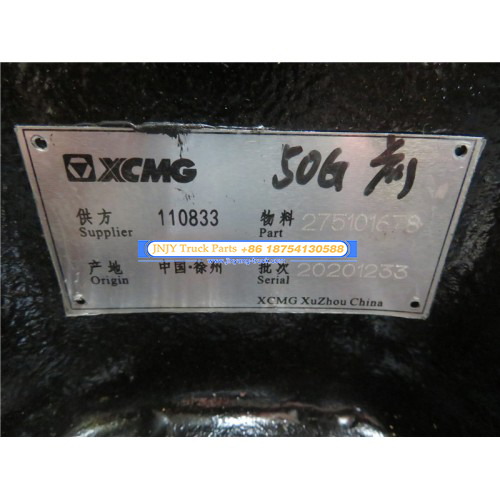 XCMG
50G 前
供方 110833 物料 275101678
Supplier Part
JNJY Truck Parts +86 18754130588
产地 中国·徐州 批次 20201233
Origin Serial
XCMG XuZhou China